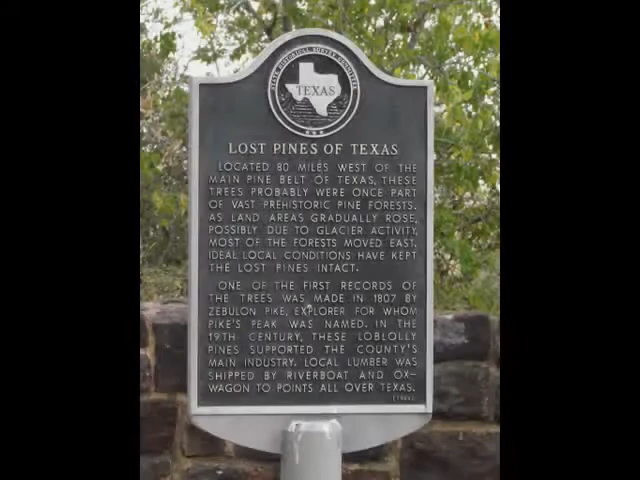 STATE HISTORICAL SURVEY COMMITTEE
TEXAS
LOST PINES OF TEXAS
LOCATED 80 MILES WEST OF THE
MAIN PINE BELT OF TEXAS, THESE
TREES PROBABLY WERE ONCE PART
OF VAST PREHISTORIC PINE FORESTS.
AS LAND AREAS GRADUALLY ROSE,
POSSIBLY DUE TO GLACIER ACTIVITY,
MOST OF THE FORESTS MOVED EAST.
IDEAL LOCAL CONDITIONS HAVE KEPT
THE LOST PINES INTACT.
ONE OF THE FIRST RECORDS OF
THE TREES WAS MADE IN 1807 BY
ZEBULON PIKE, EXPLORER FOR WHOM
PIKE'S PEAK WAS NAMED. IN THE
19TH CENTURY, THESE LOBLOLLY
PINES SUPPORTED THE COUNTY'S
MAIN INDUSTRY. LOCAL LUMBER WAS
SHIPPED BY RIVERBOAT AND OX-
WAGON TO POINTS ALL OVER TEXAS.